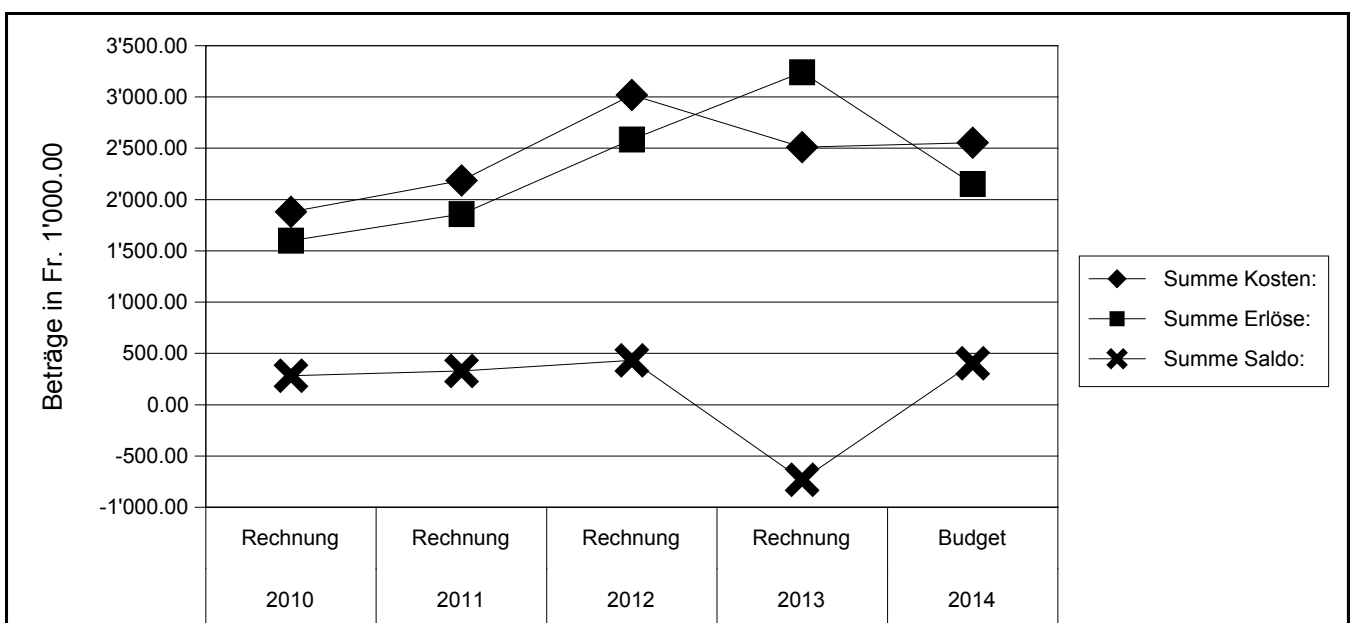 3'500.00
3'000.00
2'500.00
2'000.00
1'500.00
1'000.00
500.00
0.00
-500.00
-1'000.00
Beträge in Fr. 1'000.00
Rechnung Rechnung Rechnung Rechnung Budget
2010 2011 2012 2013 2014
Summe Kosten:
Summe Erlöse:
Summe Saldo: